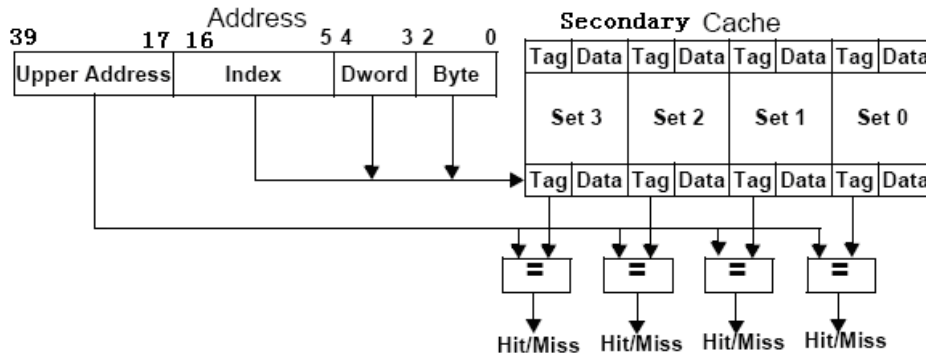 Address
Secondary Cache
39 17 16 5 4 3 2 0
Upper Address Index Dword Byte
Tag Data Tag Data Tag Data Tag Data
Set 3 Set 2 Set 1 Set 0
Tag Data Tag Data Tag Data Tag Data
= = = =
Hit/Miss Hit/Miss Hit/Miss Hit/Miss